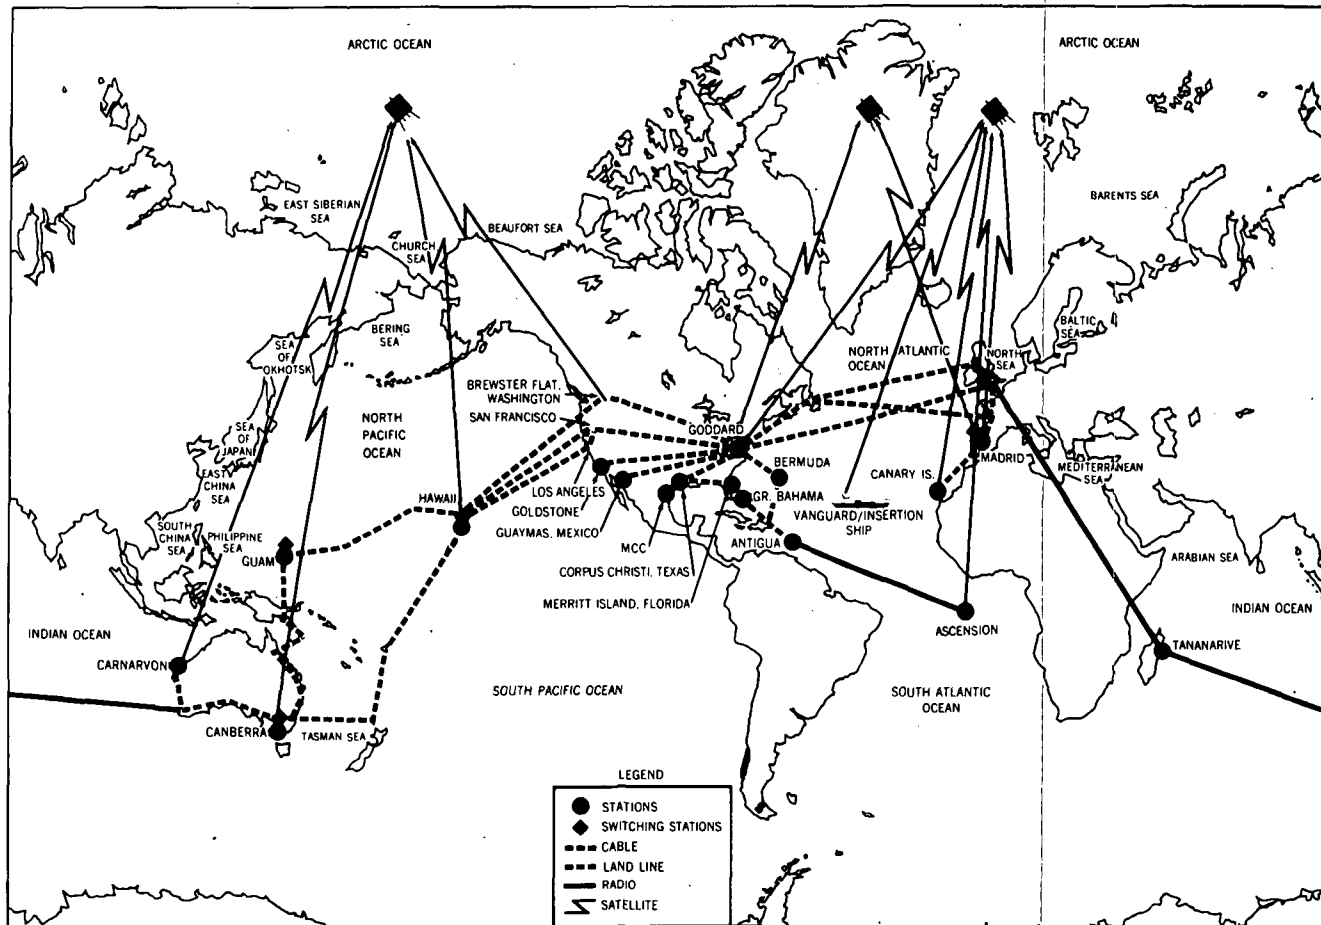 ARCTIC OCEAN
ARCTIC OCEAN
EAST SIBERIAN
SEA
BEAUFORT SEA
BARENTS SEA
CHURCH
SEA
BERING
SEA
SEA
OF
OKHOTSK
BALTIC
SEA
NORTH ATLANTIC
OCEAN
NORTH
SEA
BREWSTER FLAT,
WASHINGTON
SAN FRANCISCO
NORTH
PACIFIC
OCEAN
SEA
OF
JAPAN
GODDARD
EAST
CHINA
SEA
BERMUDA
MADRID
MEDITERRANEAN
SEA
CANARY IS.
HAWAII
LOS ANGELES
GOLDSTONE
GUAYMAS, MEXICO
GR. BAHAMA
VANGUARD/INSERTION
SHIP
SOUTH
CHINA
SEA
PHILIPPINE
SEA
GUAM
MCC
ANTIGUA
ARABIAN SEA
CORPUS CHRISTI, TEXAS
MERRITT ISLAND, FLORIDA
ASCENSION
INDIAN OCEAN
INDIAN OCEAN
CARNARVON
TANANARIVE
SOUTH PACIFIC OCEAN
SOUTH ATLANTIC
OCEAN
CANBERRA
TASMAN SEA
LEGEND
STATIONS
SWITCHING STATIONS
CABLE
LAND LINE
RADIO
SATELLITE